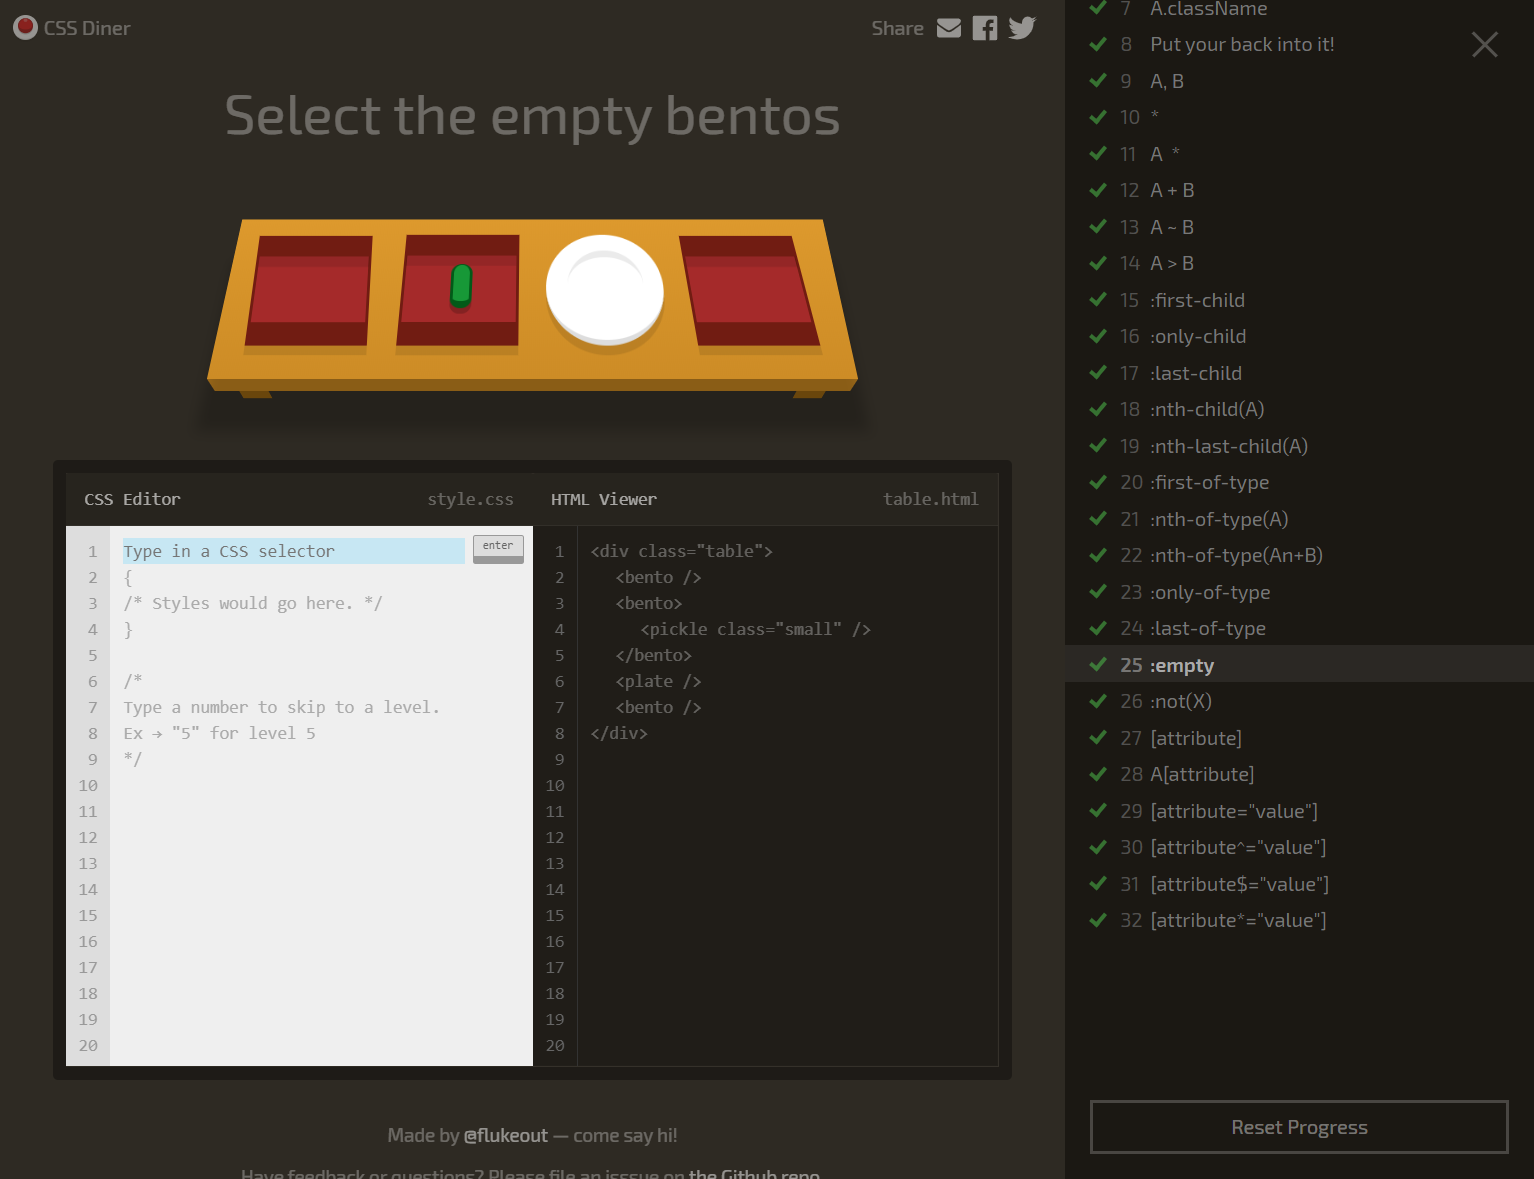 CSS Diner
Share
Select the empty bentos
CSS Editor style.css
1 Type in a CSS selector enter
2 {
3 /* Styles would go here. */
4 }
5
6 /*
7 Type a number to skip to a level.
8 Ex → "5" for level 5
9 */
10
11
12
13
14
15
16
17
18
19
20
HTML Viewer table.html
1 <div class="table">
2 <bento />
3 <bento>
4 <pickle class="small" />
5 </bento>
6 <plate />
7 <bento />
8 </div>
9
10
11
12
13
14
15
16
17
18
19
20
Made by @flukeout — come say hi!
Have feedback or questions? Please file an isssue on the Github repo
7 A.className
8 Put your back into it!
9 A, B
10 *
11 A *
12 A + B
13 A ~ B
14 A > B
15 :first-child
16 :only-child
17 :last-child
18 :nth-child(A)
19 :nth-last-child(A)
20 :first-of-type
21 :nth-of-type(A)
22 :nth-of-type(An+B)
23 :only-of-type
24 :last-of-type
25 :empty
26 :not(X)
27 [attribute]
28 A[attribute]
29 [attribute="value"]
30 [attribute^="value"]
31 [attribute$="value"]
32 [attribute*="value"]
Reset Progress